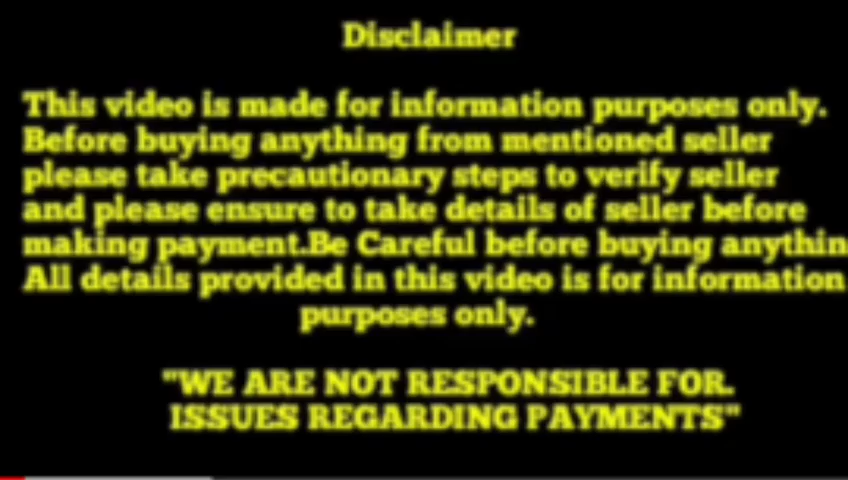 Disclaimer
This video is made for information purposes only.
Before buying anything from mentioned seller
please take precautionary steps to verify seller
and please ensure to take details of seller before
making payment.Be Careful before buying anythin
All details provided in this video is for information
purposes only.
"WE ARE NOT RESPONSIBLE FOR.
ISSUES REGARDING PAYMENTS"